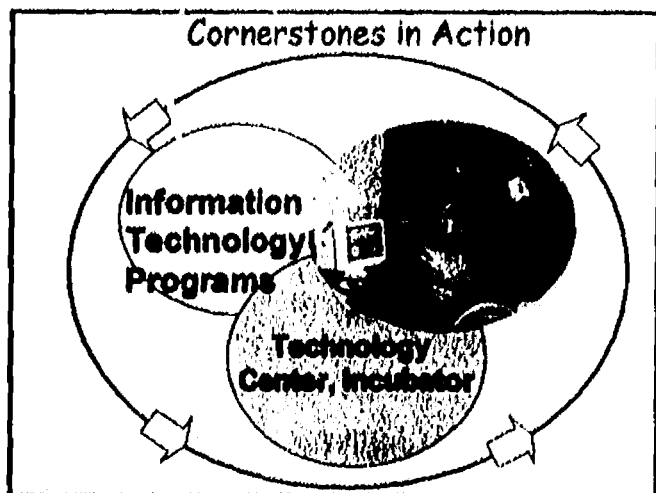 Cornerstones in Action
Information
Technology
Programs
Technology
Center, Incubator